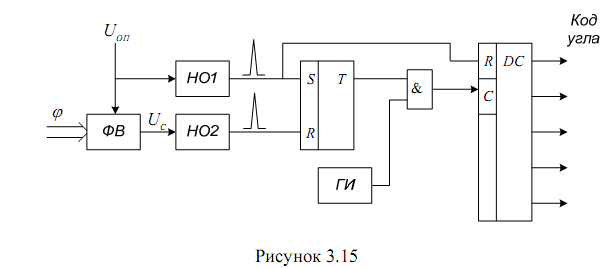 Код
угла
U_ОП
НО1
S T
R DC
&
C
φ
ФВ
U_C
НО2
R
ГИ
Рисунок 3.15